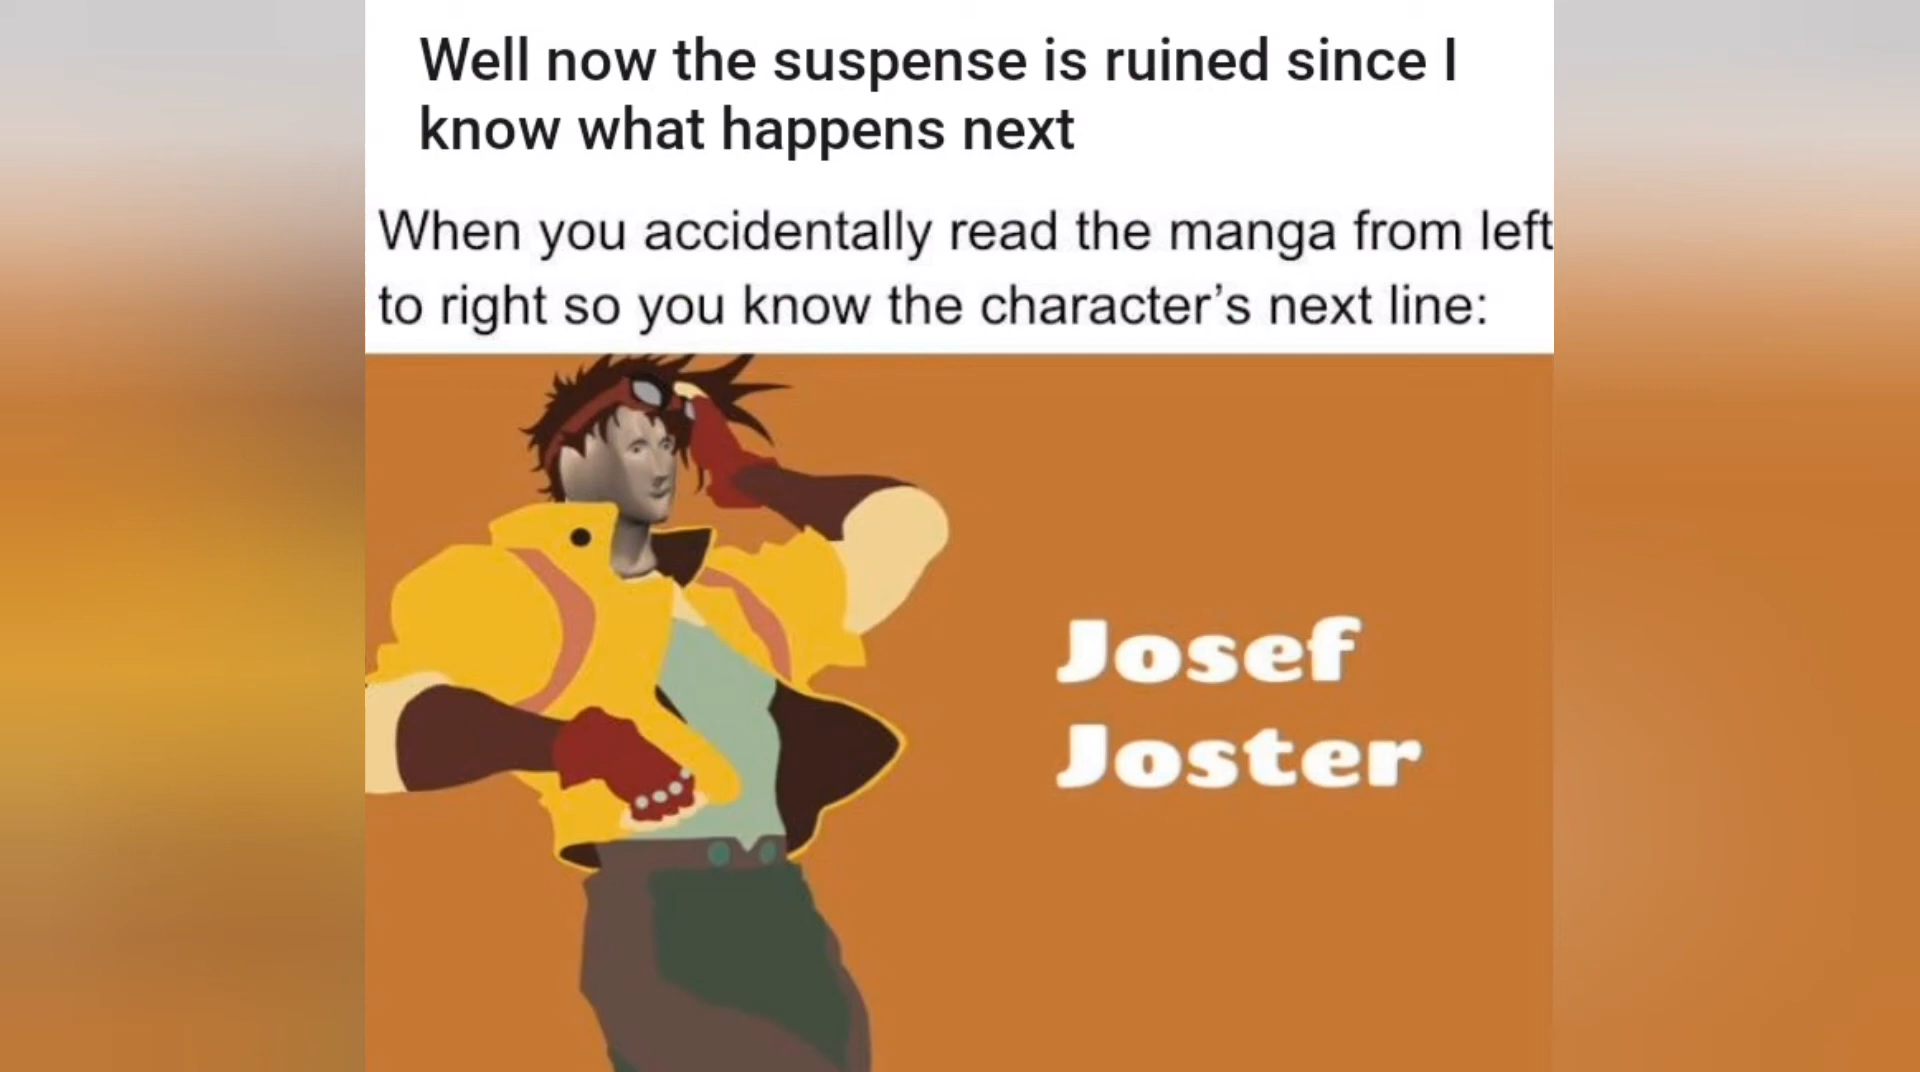 Well now the suspense is ruined since I
know what happens next
When you accidentally read the manga from left
to right so you know the character’s next line:
Josef
Joster